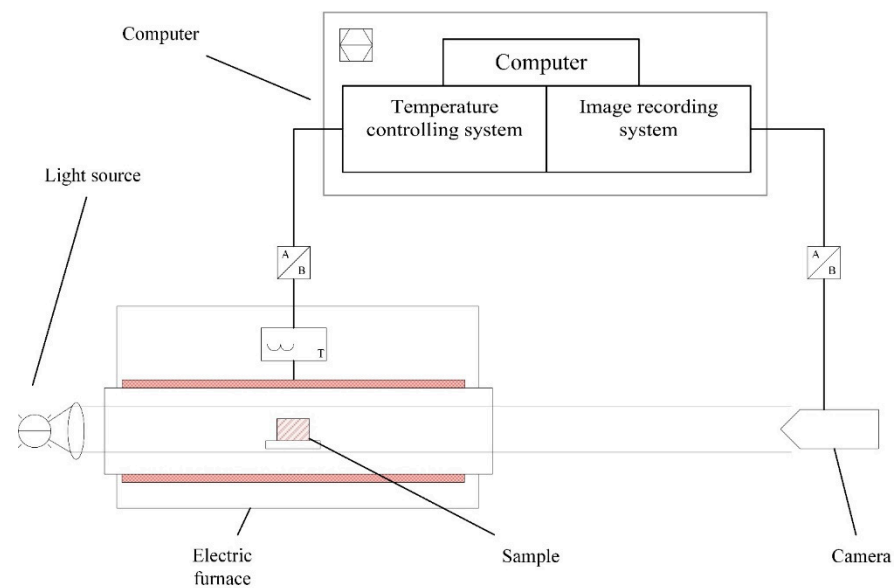 Computer
Computer
Temperature
controlling system
Image recording
system
Light source
A
B
A
B
T
Electric
furnace
Sample
Camera